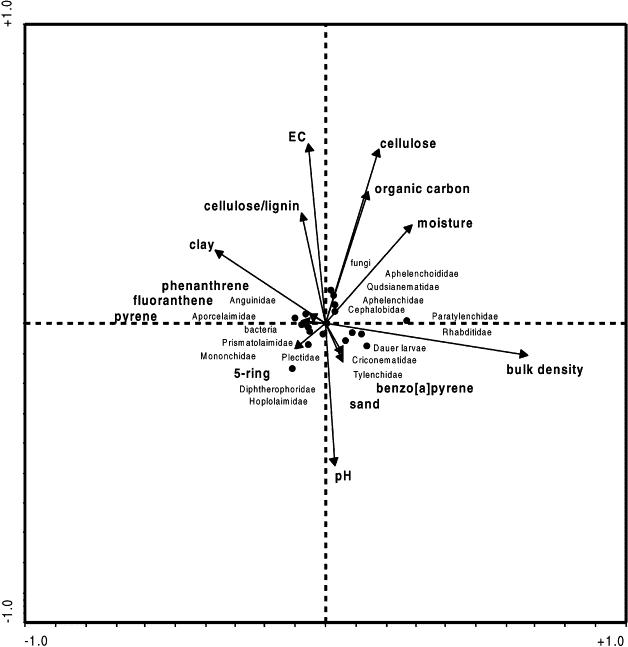 +1.0
EC
cellulose
organic carbon
cellulose/lignin
moisture
clay
fungi
Aphelenchoididae
phenanthrene
Qudsianematidae
fluoranthene
Anguinidae
Aphelenchidae
Cephalobidae
pyrene
Aporcelaimidae
Paratylenchidae
bacteria
Rhabditidae
Prismatolaimidae
Dauer larvae
Mononchidae
Plectidae
Criconematidae
bulk density
5-ring
Tylenchidae
Diphtherophoridae
benzo[a]pyrene
Hoplolaimidae
sand
pH
-1.0
-1.0
+1.0